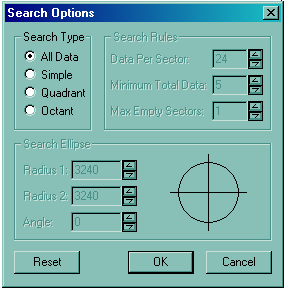 Search Options
Search Type
All Data
Simple
Quadrant
Octant
Search Rules
Data Per Sector: 24
Minimum Total Data: 5
Max Empty Sectors: 1
Search Ellipse
Radius 1: 3240
Radius 2: 3240
Angle: 0
Reset OK Cancel